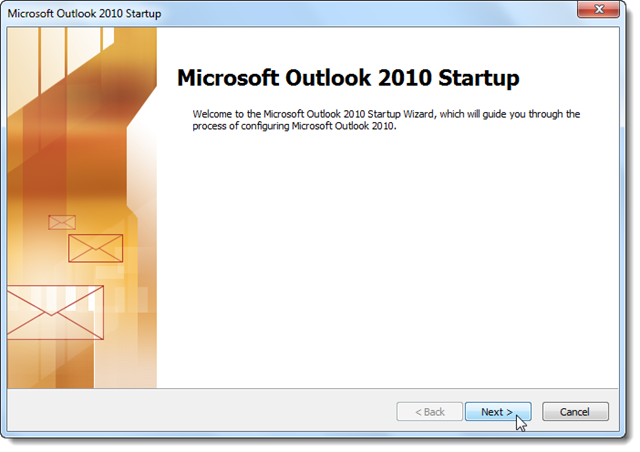 Microsoft Outlook 2010 Startup
Microsoft Outlook 2010 Startup
Welcome to the Microsoft Outlook 2010 Startup Wizard, which will guide you through the
process of configuring Microsoft Outlook 2010.
< Back Next > Cancel